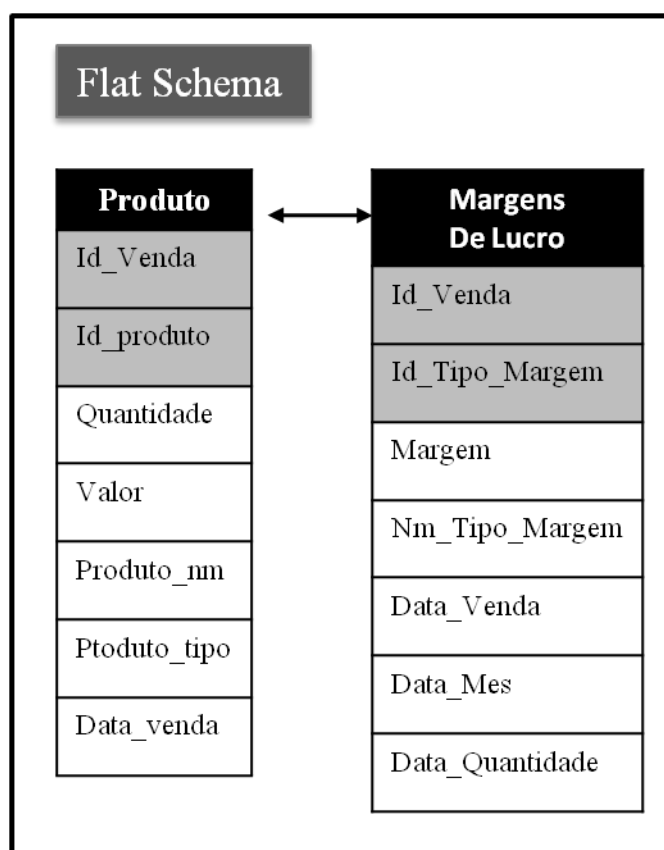 Flat Schema
Produto
Id_Venda
Id_produto
Quantidade
Valor
Produto_nm
Ptoduto_tipo
Data_venda
Margens
De Lucro
Id_Venda
Id_Tipo_Margem
Margem
Nm_Tipo_Margem
Data_Venda
Data_Mes
Data_Quantidade